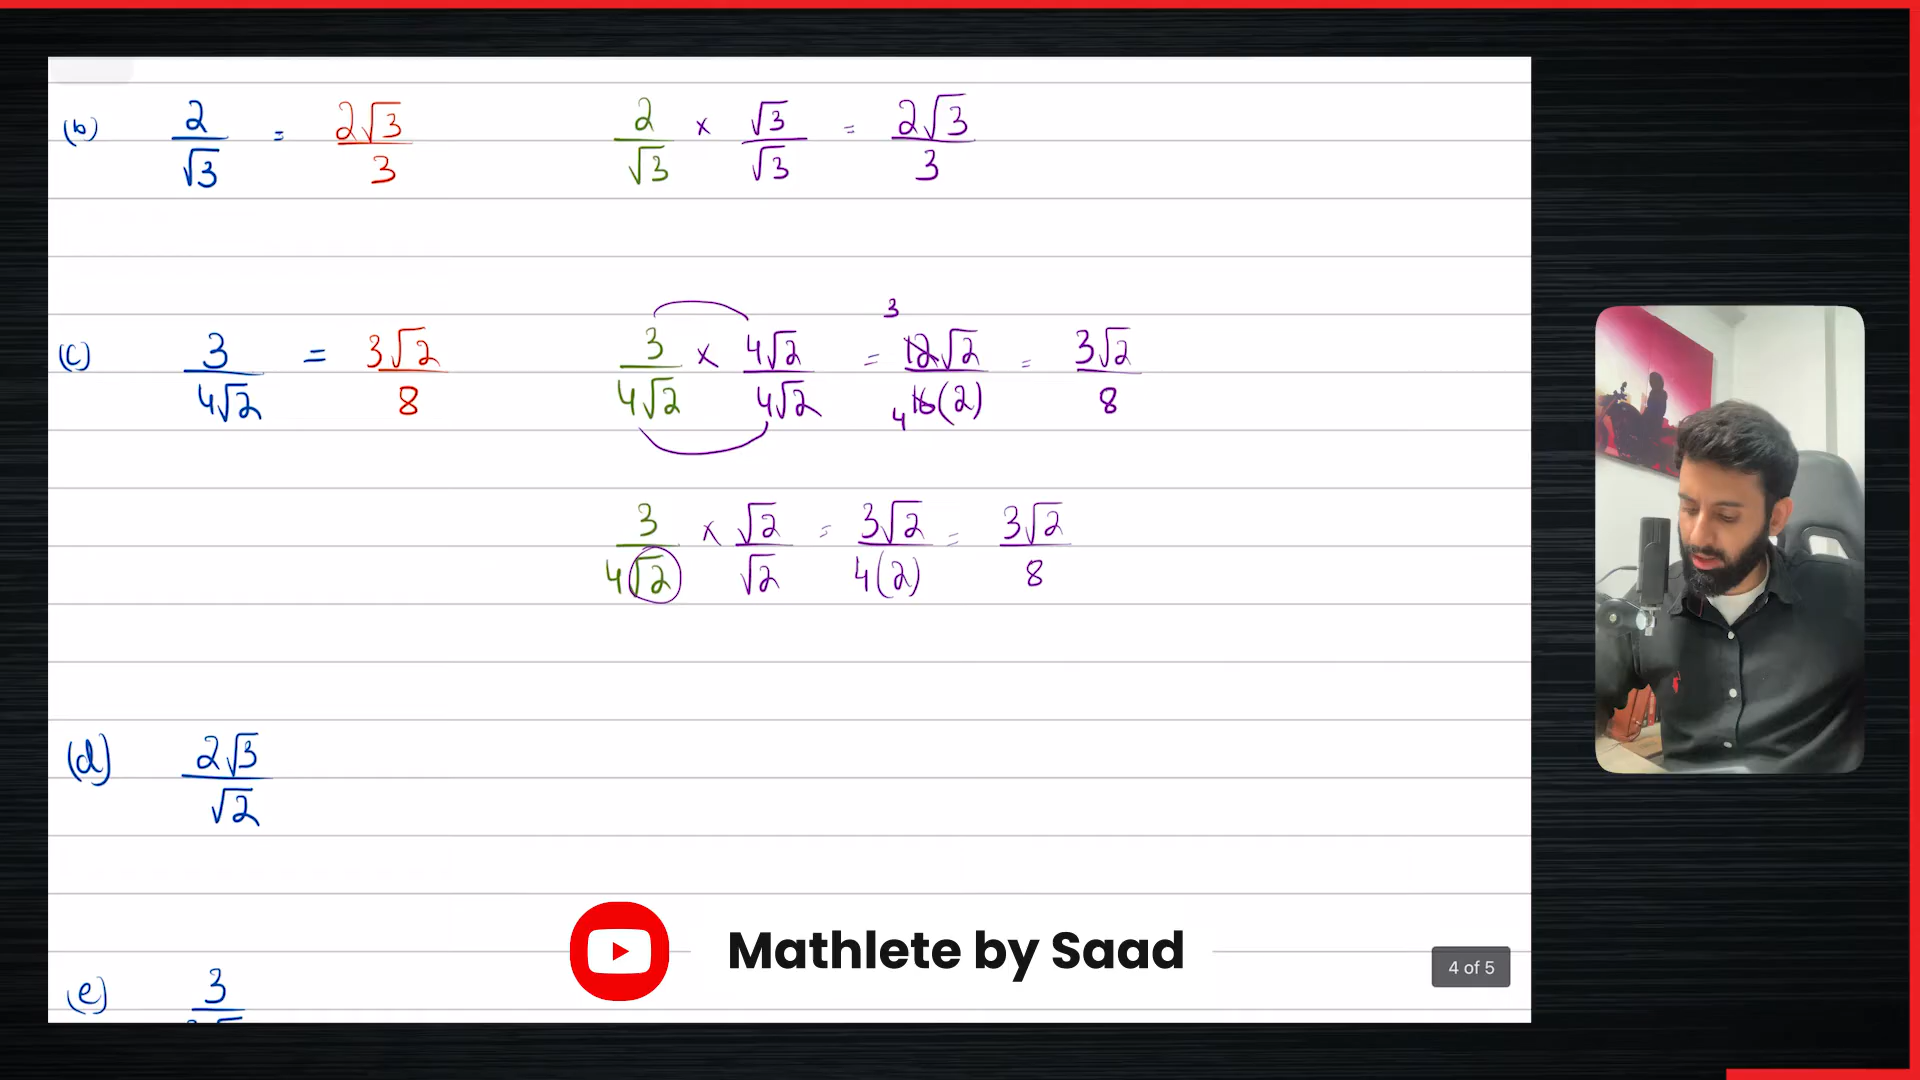 (b) 2/√3 = 2√3/3 2/√3 × √3/√3 = 2√3/3
(c) 3/4√2 = 3√2/8 3/4√2 × 4√2/4√2 = 3 12√2/4 16(2) = 3√2/8
3/4√2 × √2/√2 = 3√2/4(2) = 3√2/8
(d) 2√3/√2
Mathlete by Saad
4 of 5
(e) 3